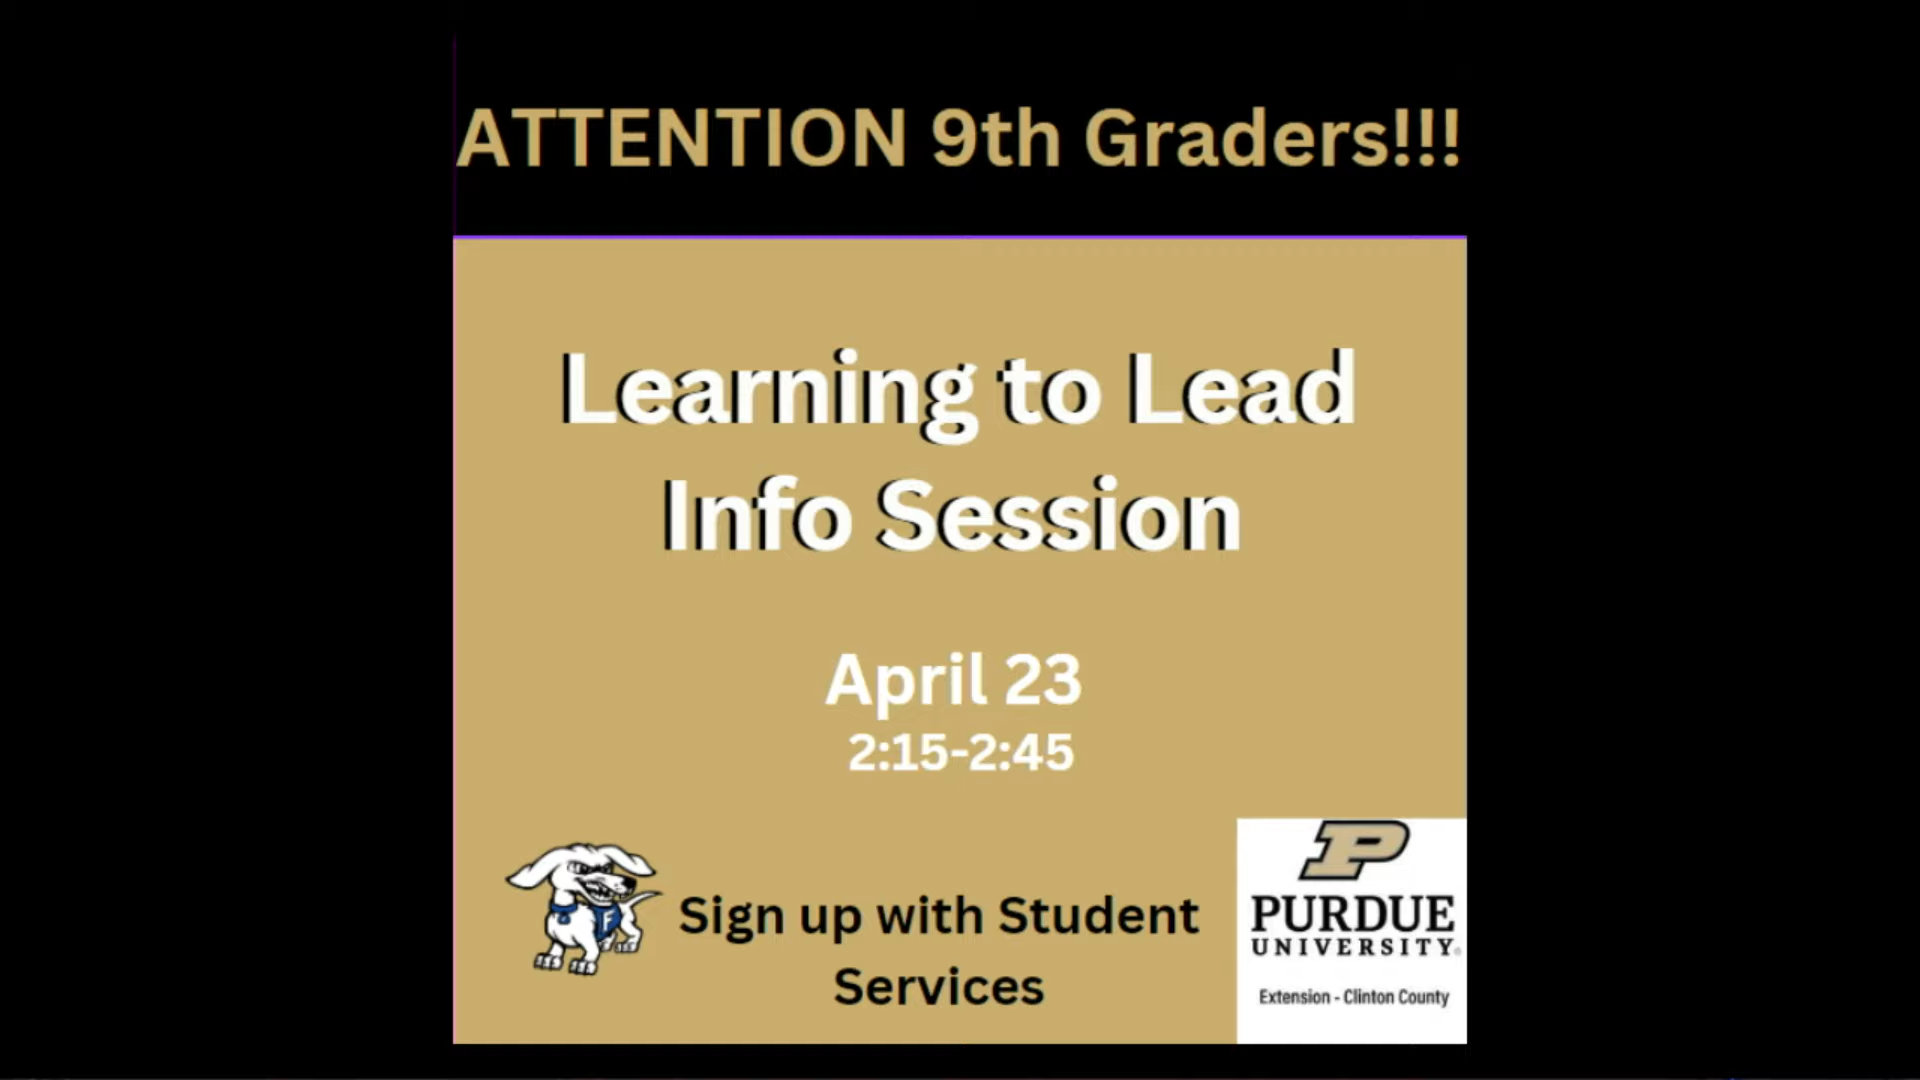 ATTENTION 9th Graders!!!
Learning to Lead
Info Session
April 23
2:15-2:45
F
Sign up with Student
Services
P
PURDUE
UNIVERSITY®
Extension - Clinton County